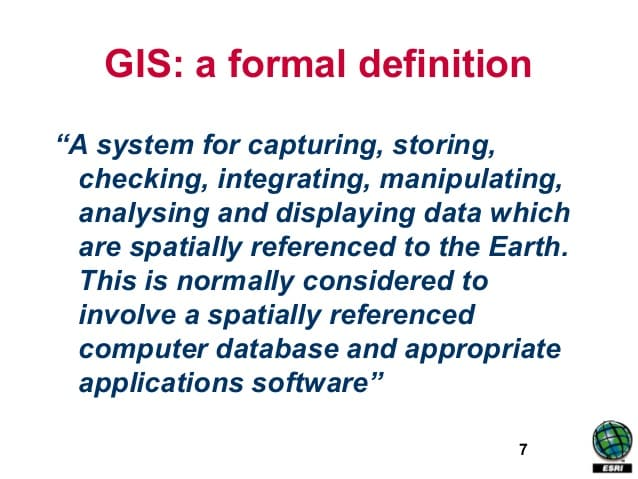 GIS: a formal definition
“A system for capturing, storing,
checking, integrating, manipulating,
analysing and displaying data which
are spatially referenced to the Earth.
This is normally considered to
involve a spatially referenced
computer database and appropriate
applications software”
7
ESRI